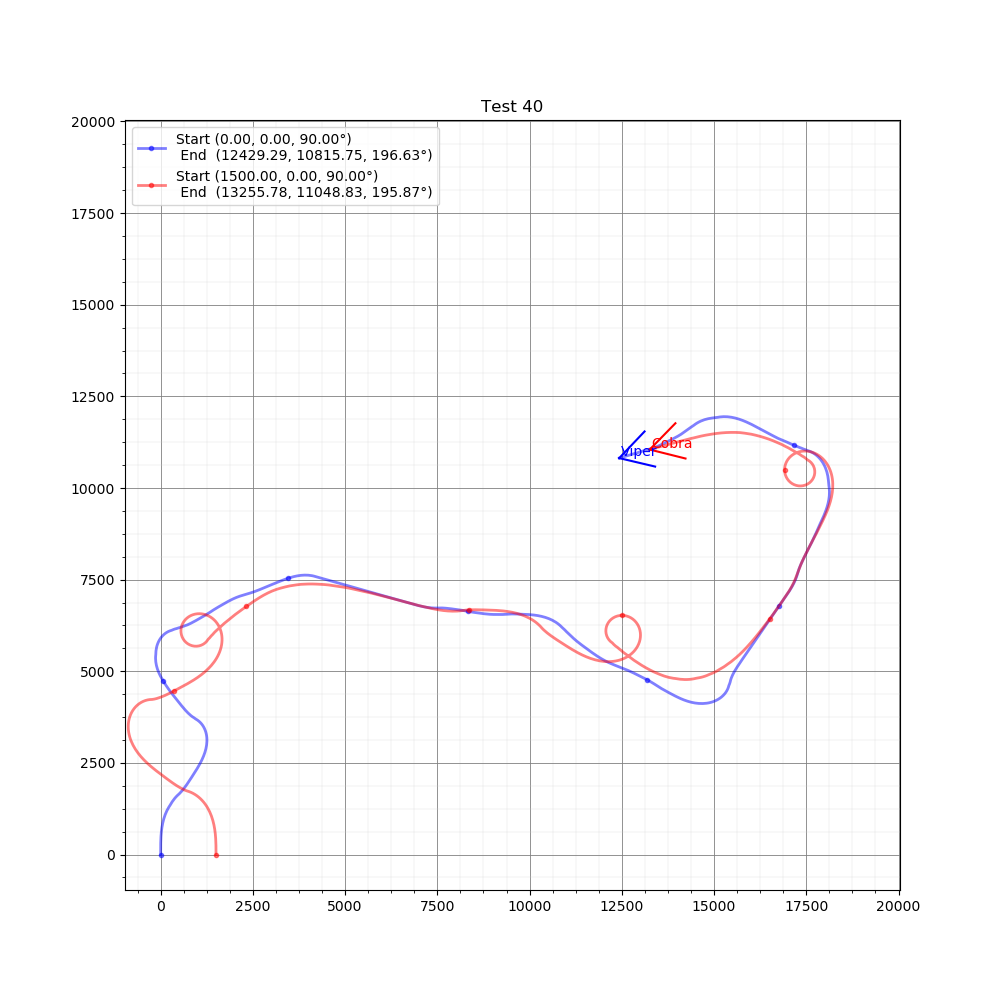 Test 40
Start (0.00, 0.00, 90.00°)
End  (12429.29, 10815.75, 196.63°)
Start (1500.00, 0.00, 90.00°)
End  (13255.78, 11048.83, 195.87°)
20000
17500
15000
12500
10000
7500
5000
2500
0
Viper
Cobra
0 2500 5000 7500 10000 12500 15000 17500 20000